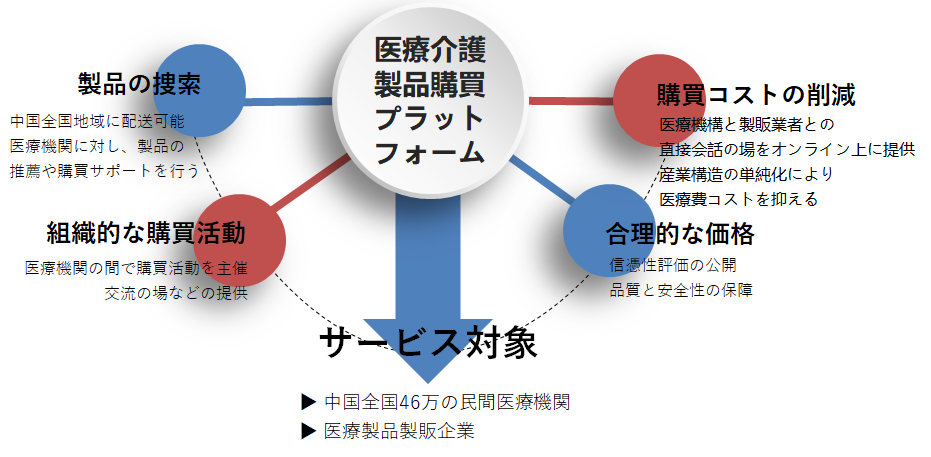 医療介護
製品購買
プラット
フォーム
製品の捜索
中国全国地域に配送可能
医療機関に対し、製品の
推薦や購買サポートを行う
組織的な購買活動
医療機関の間で購買活動を主催
交流の場などの提供
購買コストの削減
医療機構と製販業者との
直接会話の場をオンライン上に提供
産業構造の単純化により
医療費コストを抑える
合理的な価格
信憑性評価の公開
品質と安全性の保障
サービス対象
▶ 中国全国46万の民間医療機関
▶ 医療製品製販企業